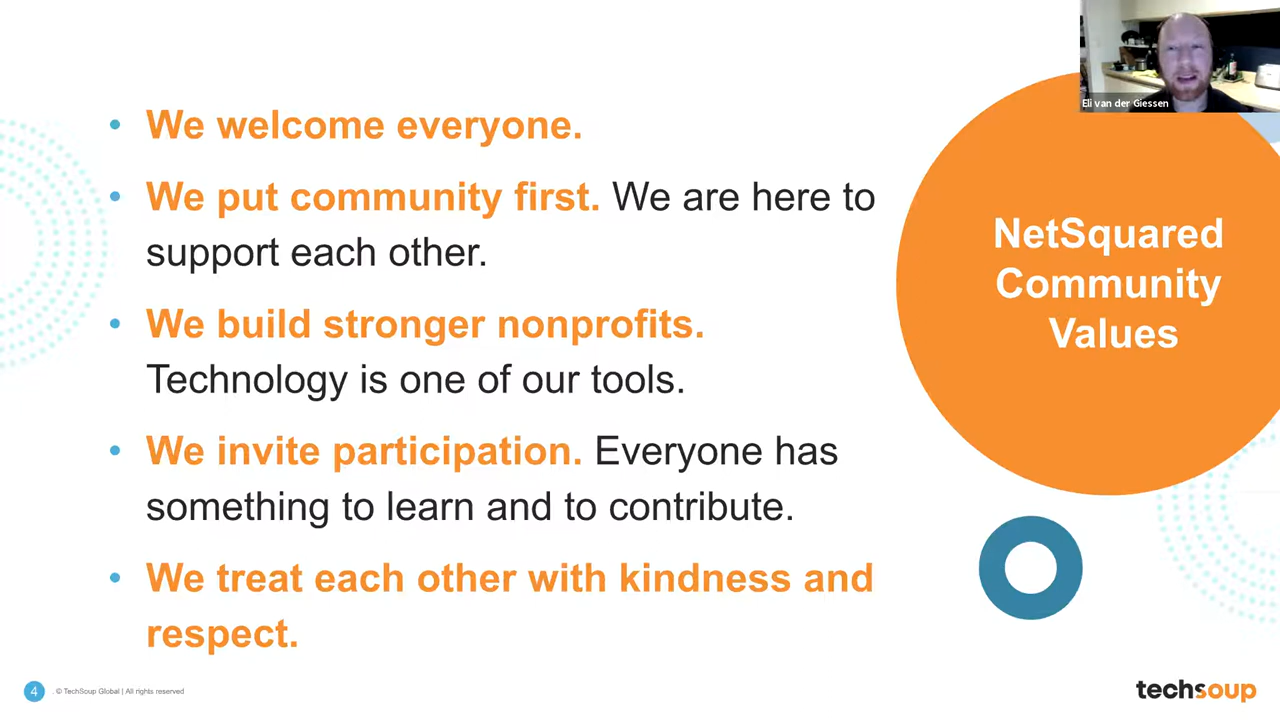 We welcome everyone.
We put community first. We are here to
support each other.
We build stronger nonprofits.
Technology is one of our tools.
We invite participation. Everyone has
something to learn and to contribute.
We treat each other with kindness and
respect.
Eli van der Giessen
NetSquared
Community
Values
4
. © TechSoup Global | All rights reserved
techsoup